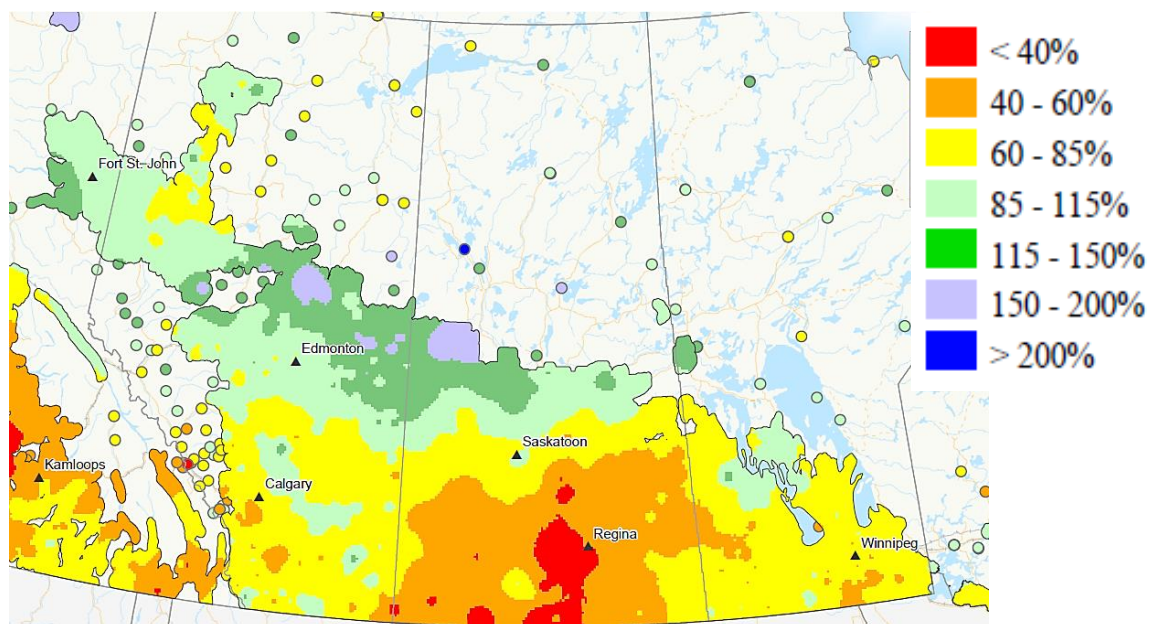 Fort St. John
Edmonton
Saskatoon
Kamloops
Calgary
Regina
Winnipeg
< 40%
40 - 60%
60 - 85%
85 - 115%
115 - 150%
150 - 200%
> 200%